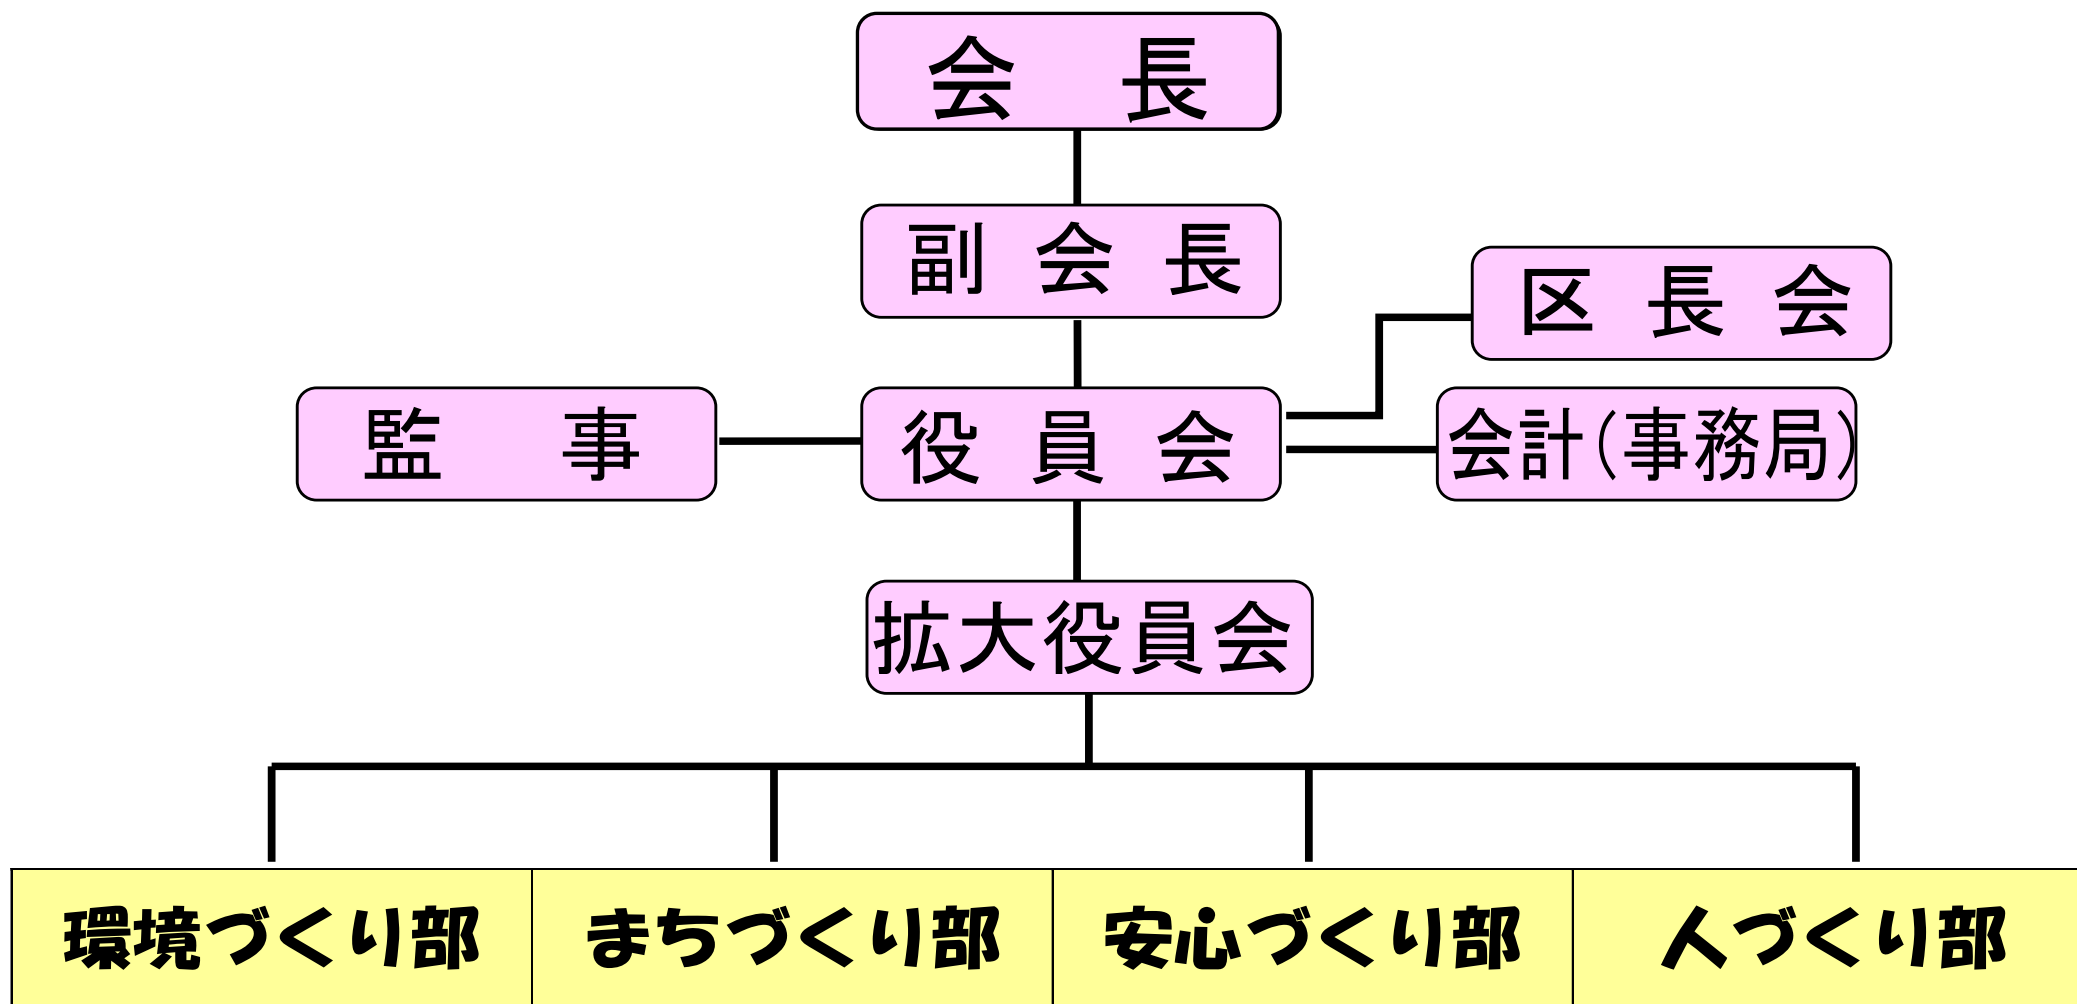 会　長
副 会 長
区 長 会
監　事
役 員 会
会計(事務局)
拡大役員会
環境づくり部
まちづくり部
安心づくり部
人づくり部